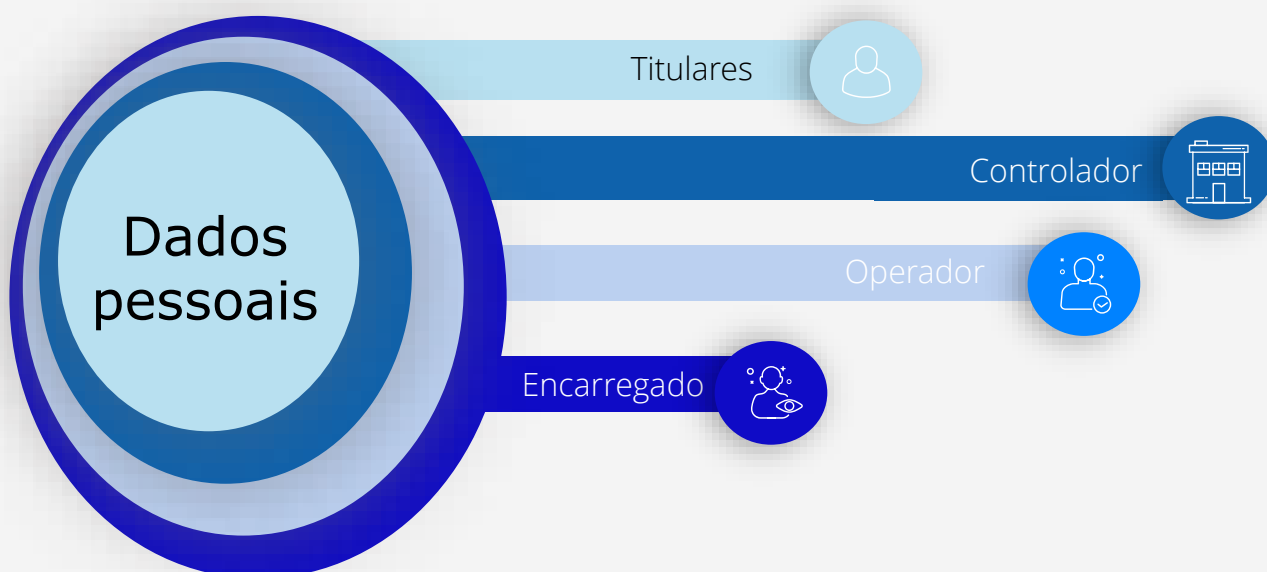 Dados
pessoais
Titulares
Controlador
Operador
Encarregado